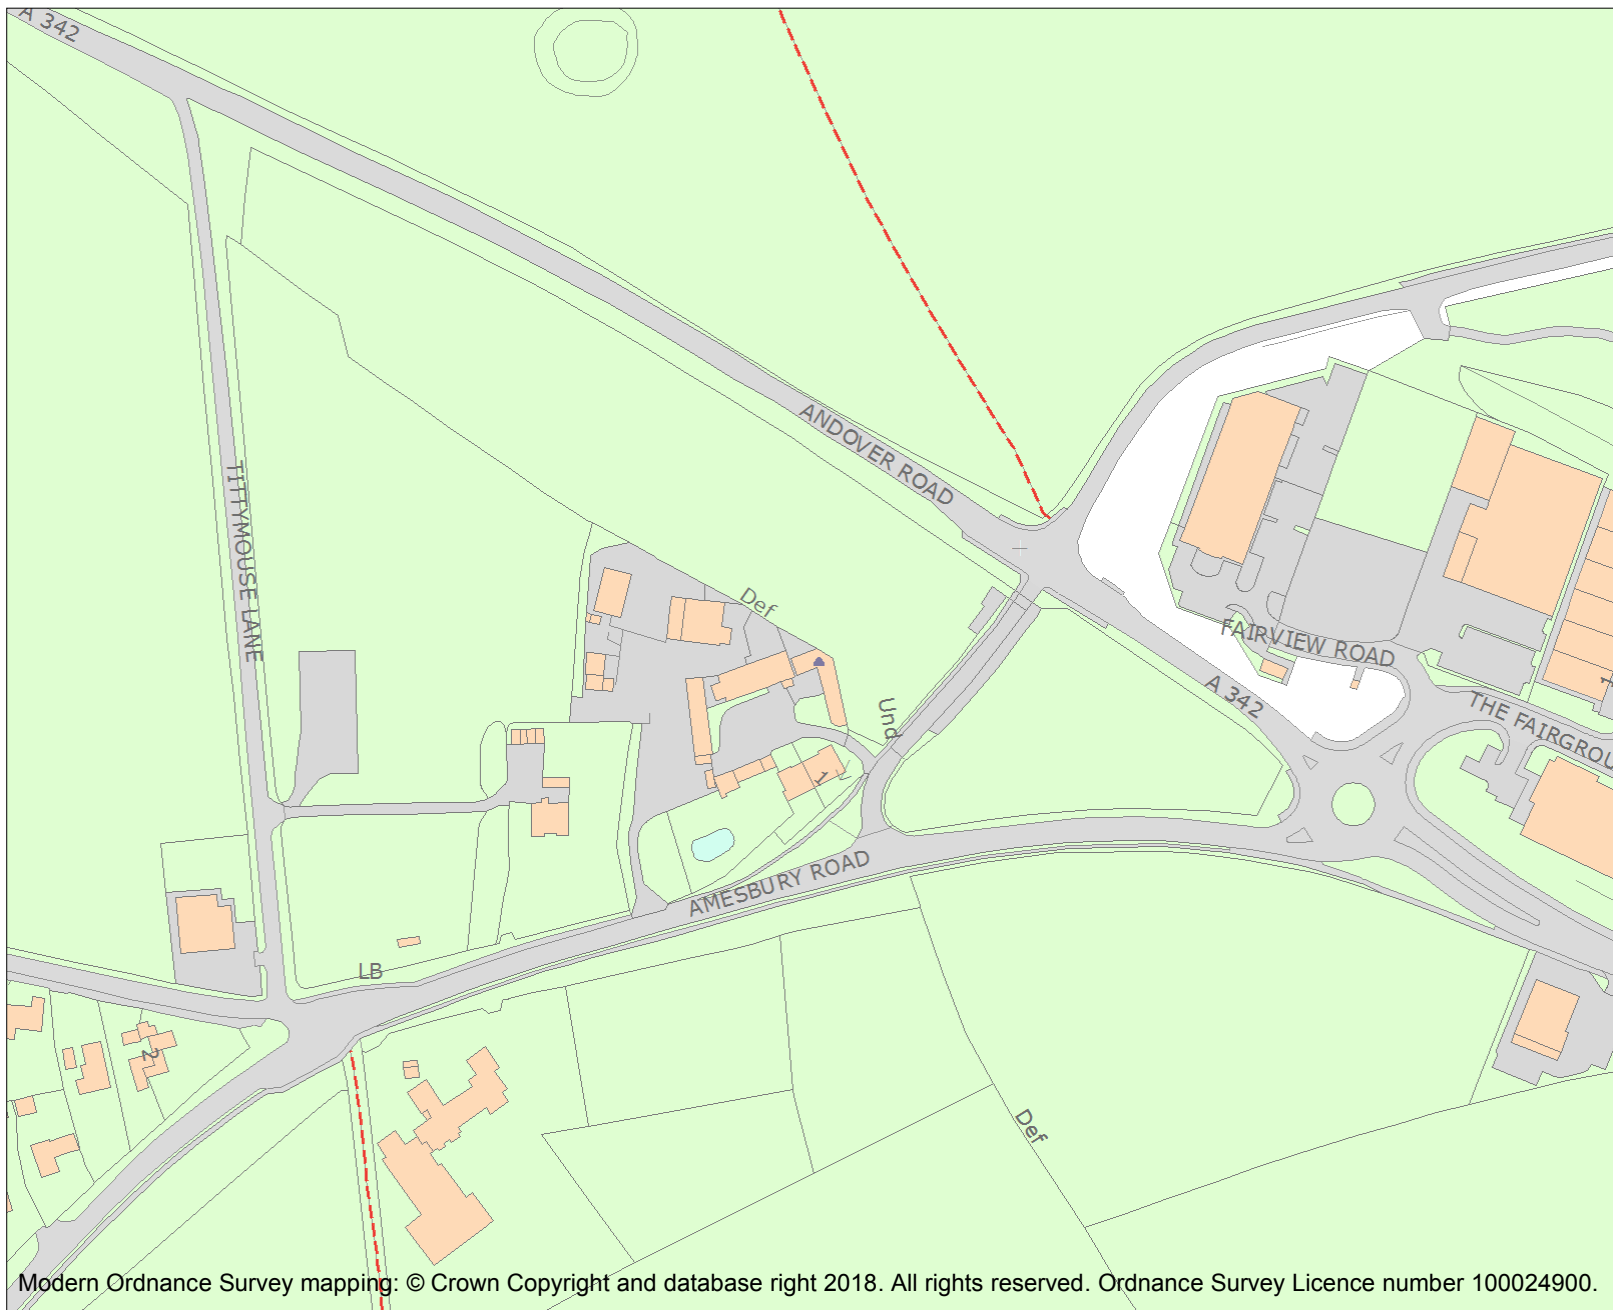 A 342
ANDOVER ROAD
TITTYMOUSE LANE
Def
FAIRVIEW ROAD
1
A 342
Und
THE FAIRGROU
1
AMESBURY ROAD
LB
2
Def
Modern Ordnance Survey mapping: © Crown Copyright and database right 2018. All rights reserved. Ordnance Survey Licence number 100024900.